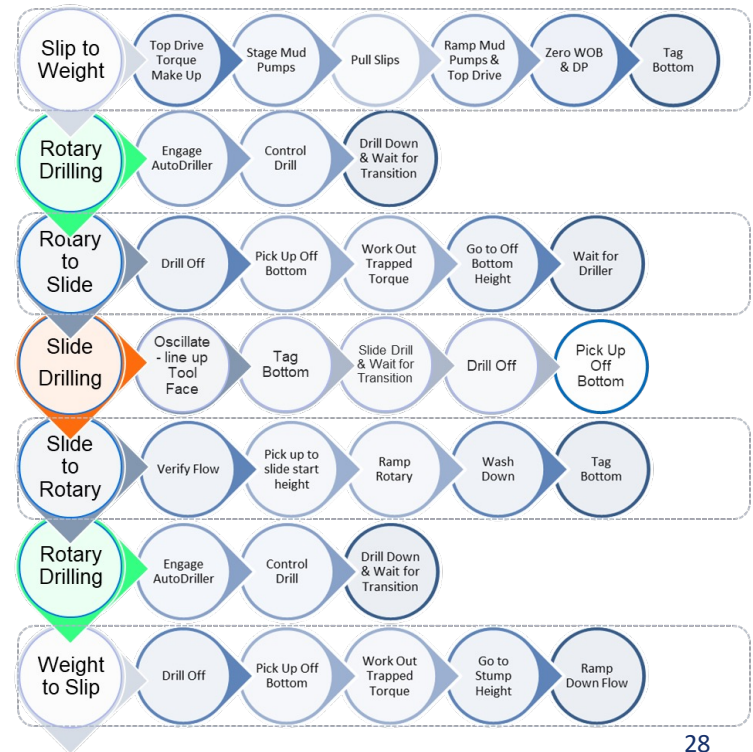 Slip to
Weight
Top Drive
Torque
Make Up
Stage Mud
Pumps
Pull Slips
Ramp Mud
Pumps &
Top Drive
Zero WOB
& DP
Tag
Bottom
Rotary
Drilling
Engage
AutoDriller
Control
Drill
Drill Down
& Wait for
Transition
Rotary
to
Slide
Drill Off
Pick Up Off
Bottom
Work Out
Trapped
Torque
Go to Off
Bottom
Height
Wait for
Driller
Slide
Drilling
Oscillate
- line up
Tool
Face
Tag
Bottom
Slide Drill
& Wait for
Transition
Drill Off
Pick Up
Off
Bottom
Slide
to
Rotary
Verify Flow
Pick up to
slide start
height
Ramp
Rotary
Wash
Down
Tag
Bottom
Rotary
Drilling
Engage
AutoDriller
Control
Drill
Drill Down
& Wait for
Transition
Weight
to Slip
Drill Off
Pick Up Off
Bottom
Work Out
Trapped
Torque
Go to
Stump
Height
Ramp
Down Flow
28